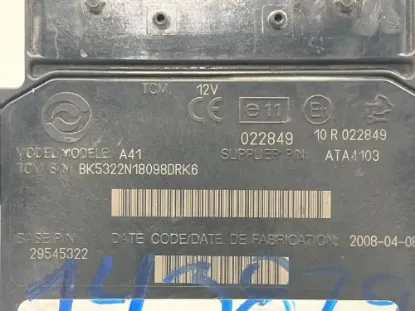 TCM. 12V
CE e11 E
022849 10 R 022849
MODEL/MODELE: A41 SUPPLIER P/N: ATA4103
TCM S/N: BK5322N18098DRK6
BASE P/N: DATE CODE/DATE DE FABRICATION: 2008-04-08
29545322